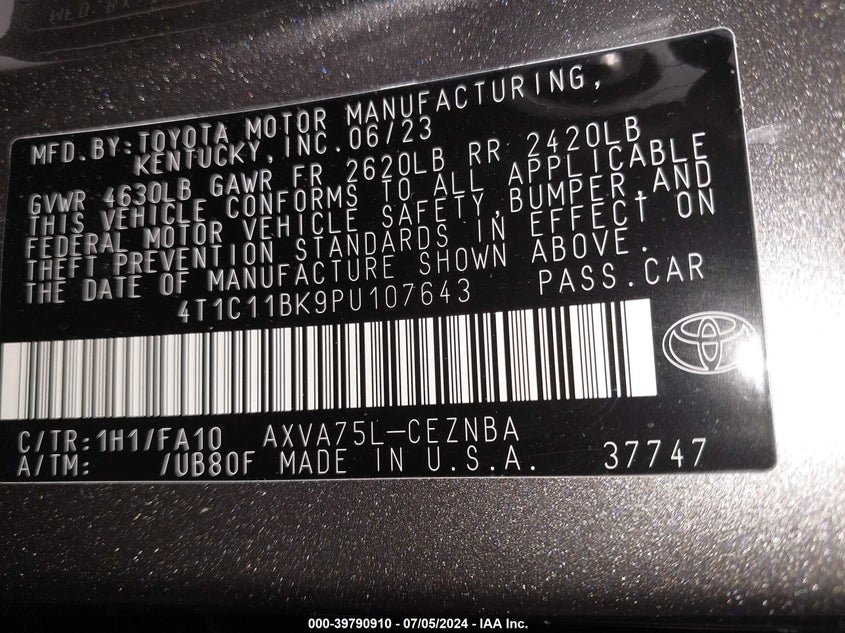 MFD.BY:TOYOTA MOTOR MANUFACTURING,
KENTUCKY,INC.06/23
GVWR 4630LB GAWR FR 2620LB RR 2420LB
THIS VEHICLE CONFORMS TO ALL APPLICABLE
FEDERAL MOTOR VEHICLE SAFETY,BUMPER,AND
THEFT PREVENTION STANDARDS IN EFFECT ON
THE DATE OF MANUFACTURE SHOWN ABOVE.
4T1C11BK9PU107643 PASS.CAR
C/TR:1H1/FA10 AXVA75L-CEZNBA
A/TM: /UB80F MADE IN U.S.A. 37747
000-39790910 - 07/05/2024 - IAA Inc.